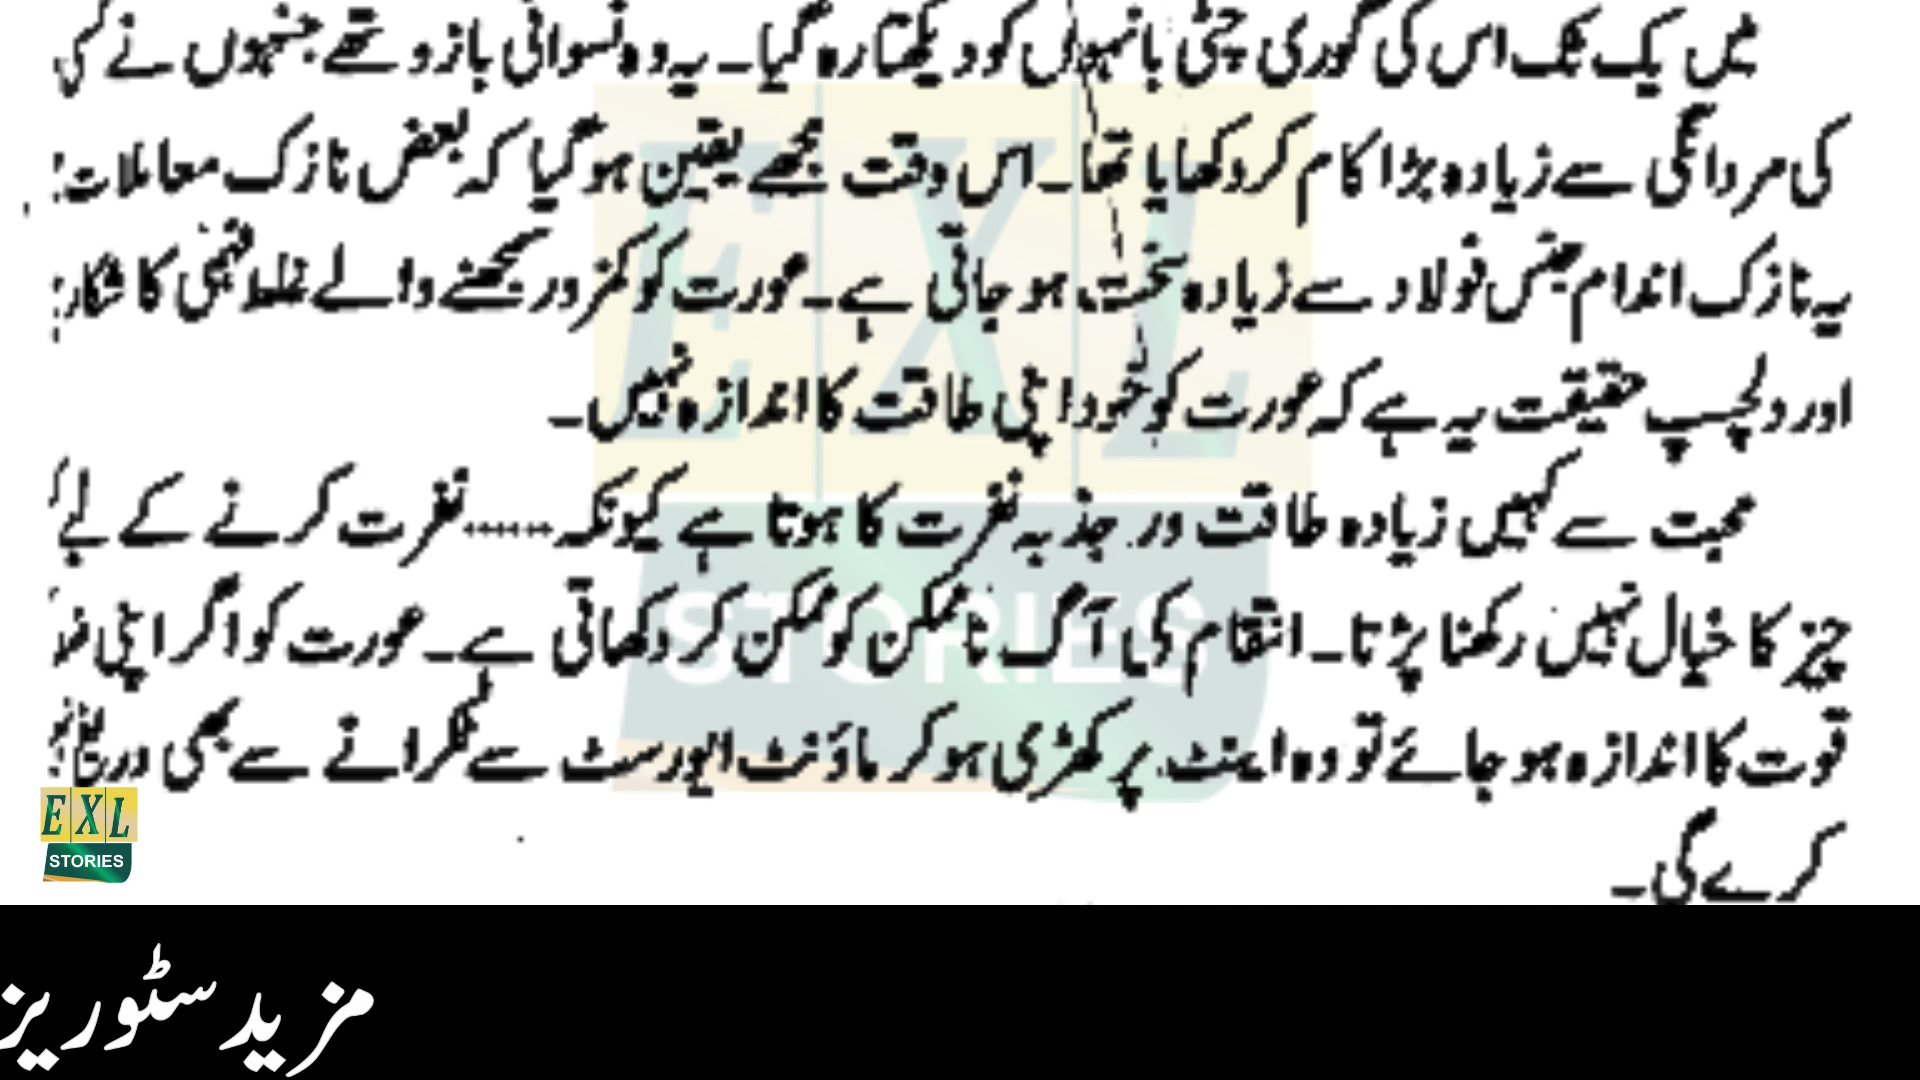 میں یک ٹک اس کی گوری چٹی بانہوں کو دیکھتا رہ گیا۔ یہ وہ نسوانی بازو تھے جنہوں نے کی
کی مردانگی سے زیادہ بڑا کام کر دکھایا تھا۔ اس وقت مجھے یقین ہو گیا کہ بعض نازک معاملات
یہ نازک اندام جنس فولاد سے زیادہ سخت ہو جاتی ہے۔ عورت کو کمزور سمجھنے والے غلط فہمی کا شکار
اور دلچسپ حقیقت یہ ہے کہ عورت کو خود اپنی طاقت کا اندازہ نہیں۔
محبت سے کہیں زیادہ طاقت ور جذبہ نفرت کا ہوتا ہے کیونکہ ...... نفرت کرنے کے لیے
چیز کا خیال نہیں رکھنا پڑتا۔ انتقام کی آگ ناممکن کو ممکن کر دکھاتی ہے۔ عورت کو اگر اپنی
قوت کا اندازہ ہو جائے تو وہ اینٹ پر کھڑی ہو کر ماؤنٹ ایورسٹ سے ٹکرانے سے بھی دریغ
کرے گی۔
EXL
STORIES
EXL
STORIES
مزید سٹوریز